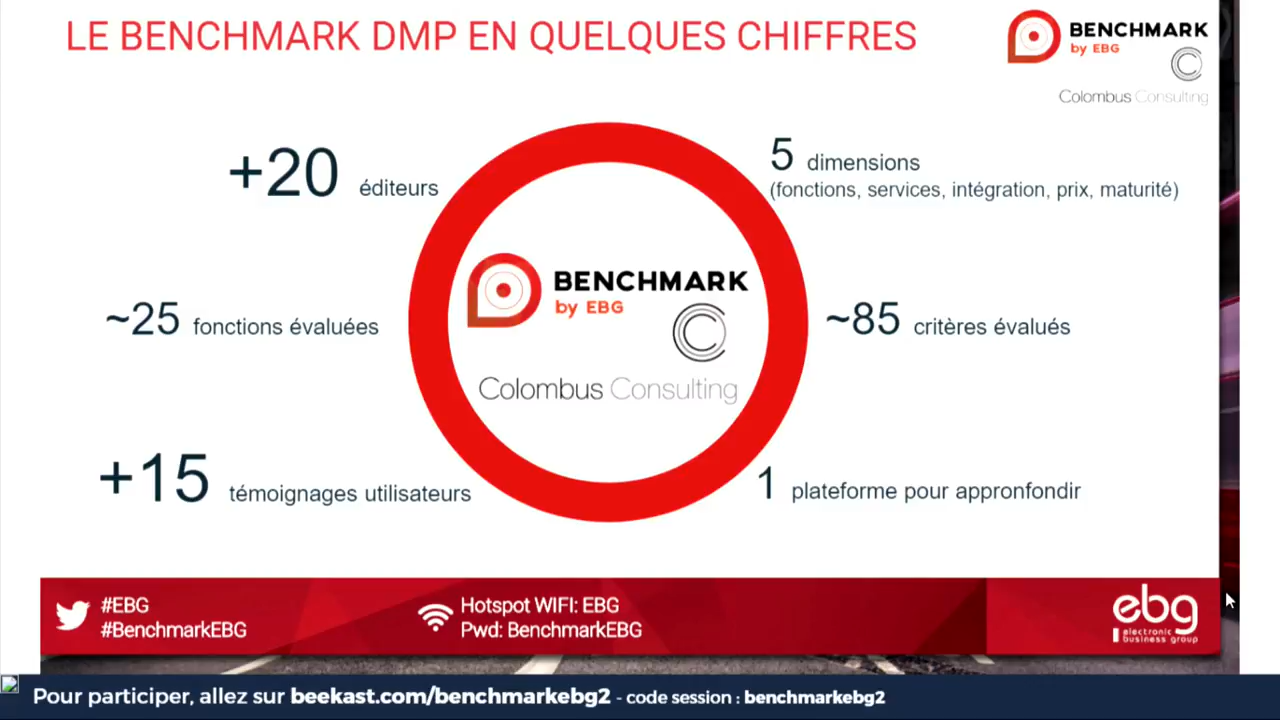 LE BENCHMARK DMP EN QUELQUES CHIFFRES
BENCHMARK
by EBG
Colombus Consulting
+20 éditeurs
5 dimensions
(fonctions, services, intégration, prix, maturité)
BENCHMARK
by EBG
Colombus Consulting
~25 fonctions évaluées
~85 critères évalués
+15 témoignages utilisateurs
1 plateforme pour appronfondir
#EBG
#BenchmarkEBG
Hotspot WIFI: EBG
Pwd: BenchmarkEBG
ebg
electronic
business group
Pour participer, allez sur beekast.com/benchmarkebg2 - code session : benchmarkebg2